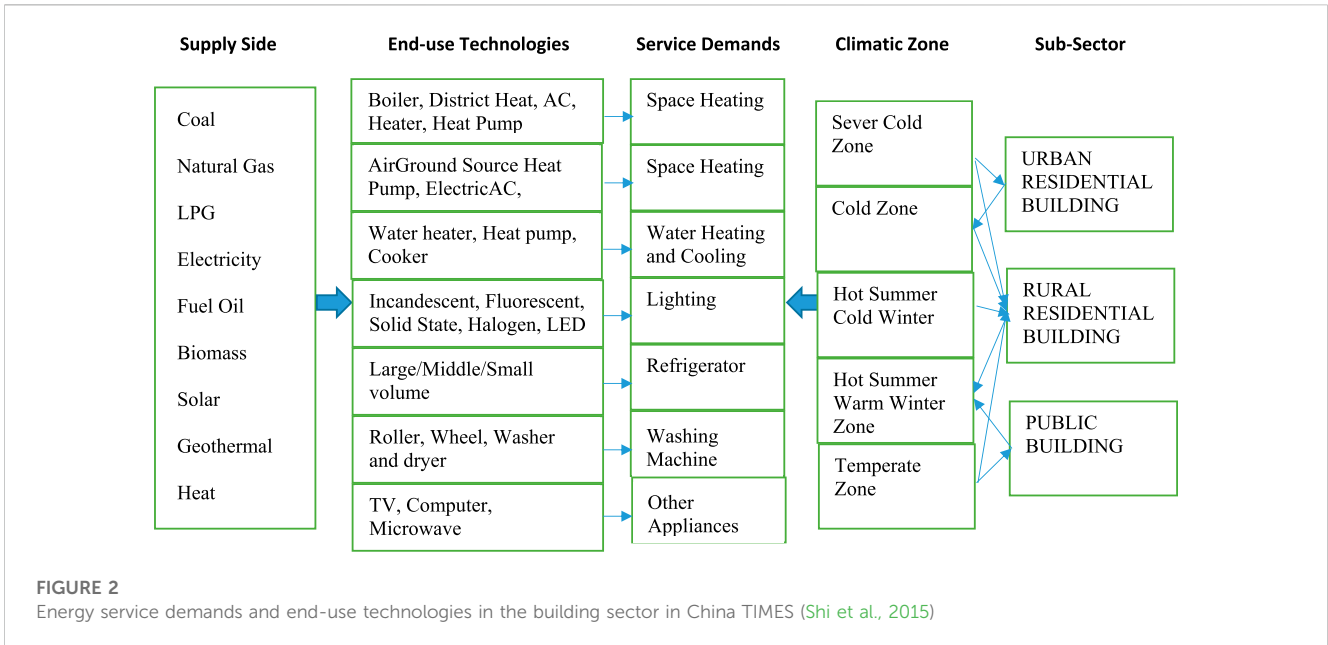 Supply Side
End-use Technologies
Service Demands
Climatic Zone
Sub-Sector
Coal
Natural Gas
LPG
Electricity
Fuel Oil
Biomass
Solar
Geothermal
Heat
Boiler, District Heat, AC,
Heater, Heat Pump
AirGround Source Heat
Pump, ElectricAC,
Water heater, Heat pump,
Cooker
Incandescent, Fluorescent,
Solid State, Halogen, LED
Large/Middle/Small
volume
Roller, Wheel, Washer
and dryer
TV, Computer,
Microwave
Space Heating
Space Heating
Water Heating
and Cooling
Lighting
Refrigerator
Washing
Machine
Other
Appliances
Sever Cold
Zone
Cold Zone
Hot Summer
Cold Winter
Hot Summer
Warm Winter
Zone
Temperate
Zone
URBAN
RESIDENTIAL
BUILDING
RURAL
RESIDENTIAL
BUILDING
PUBLIC
BUILDING
FIGURE 2
Energy service demands and end-use technologies in the building sector in China TIMES (Shi et al., 2015)